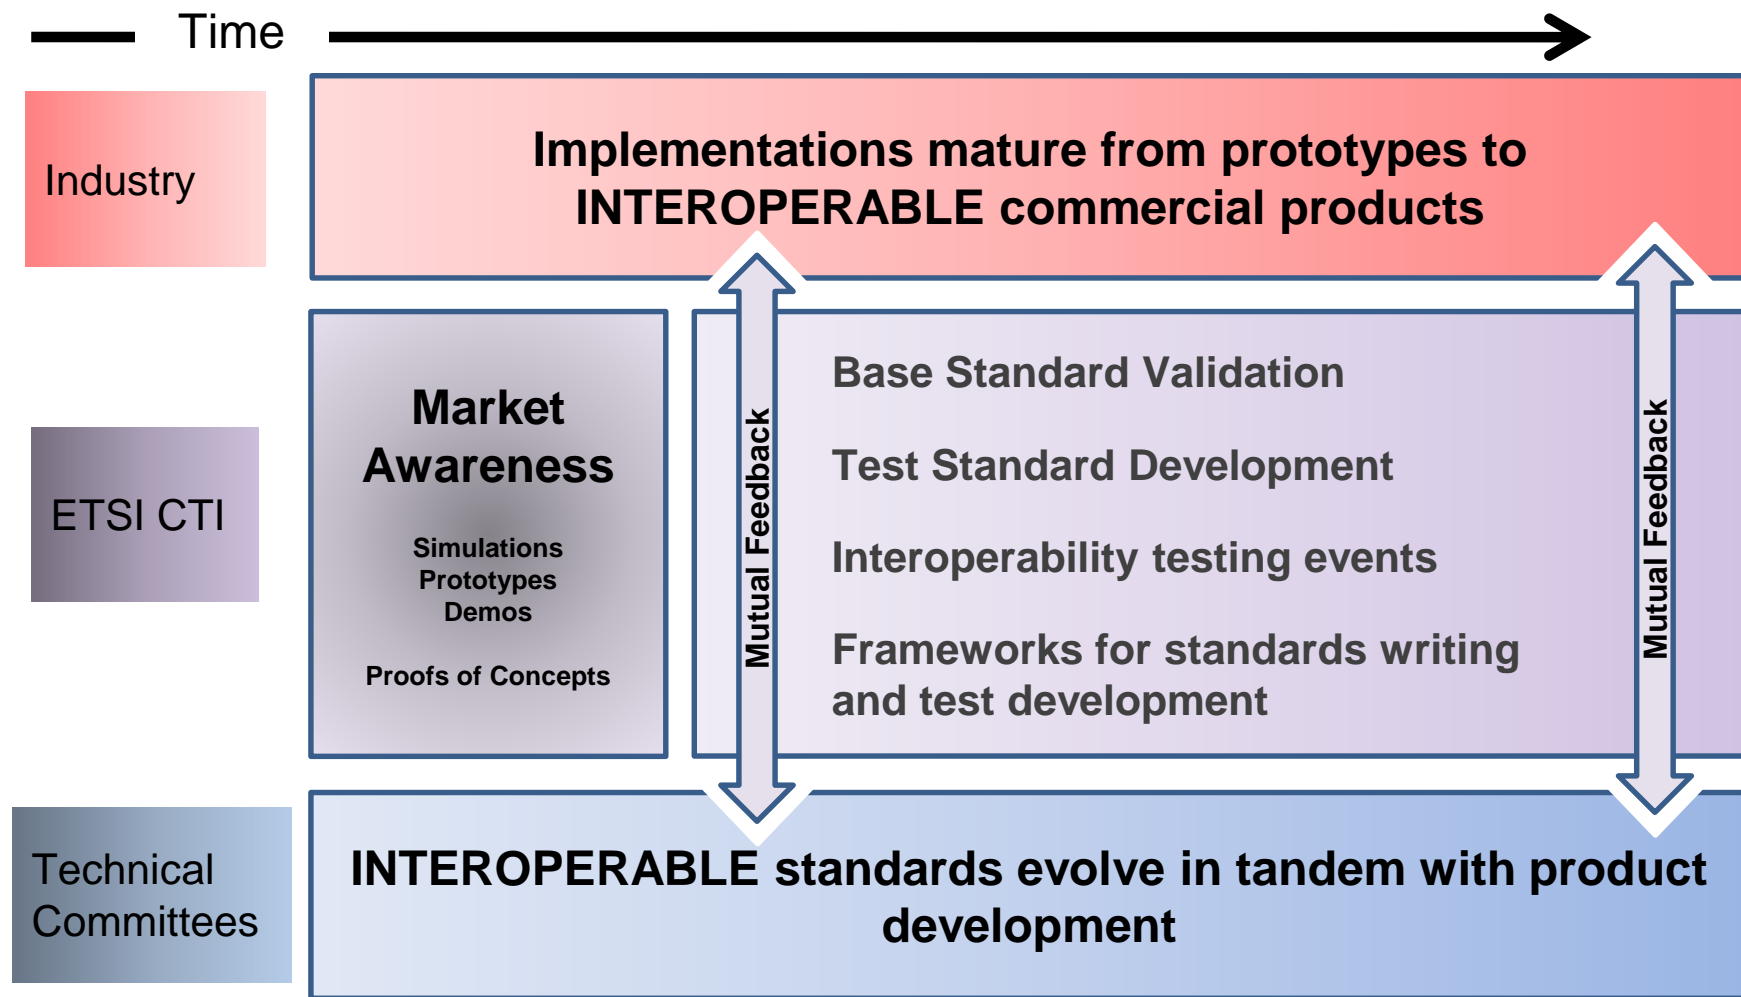 Time
Industry
Implementations mature from prototypes to
INTEROPERABLE commercial products
ETSI CTI
Market
Awareness
Simulations
Prototypes
Demos
Proofs of Concepts
Mutual Feedback
Base Standard Validation
Test Standard Development
Interoperability testing events
Frameworks for standards writing
and test development
Mutual Feedback
Technical
Committees
INTEROPERABLE standards evolve in tandem with product
development